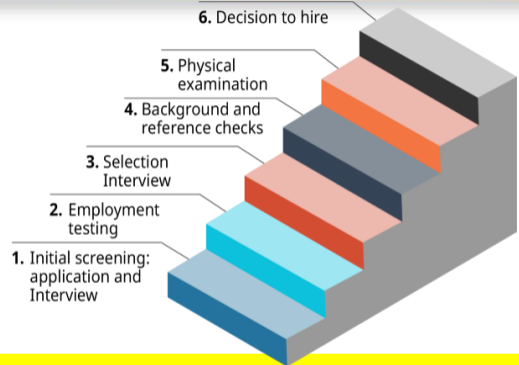 6. Decision to hire
5. Physical
examination
4. Background and
reference checks
3. Selection
Interview
2. Employment
testing
1. Initial screening:
application and
Interview